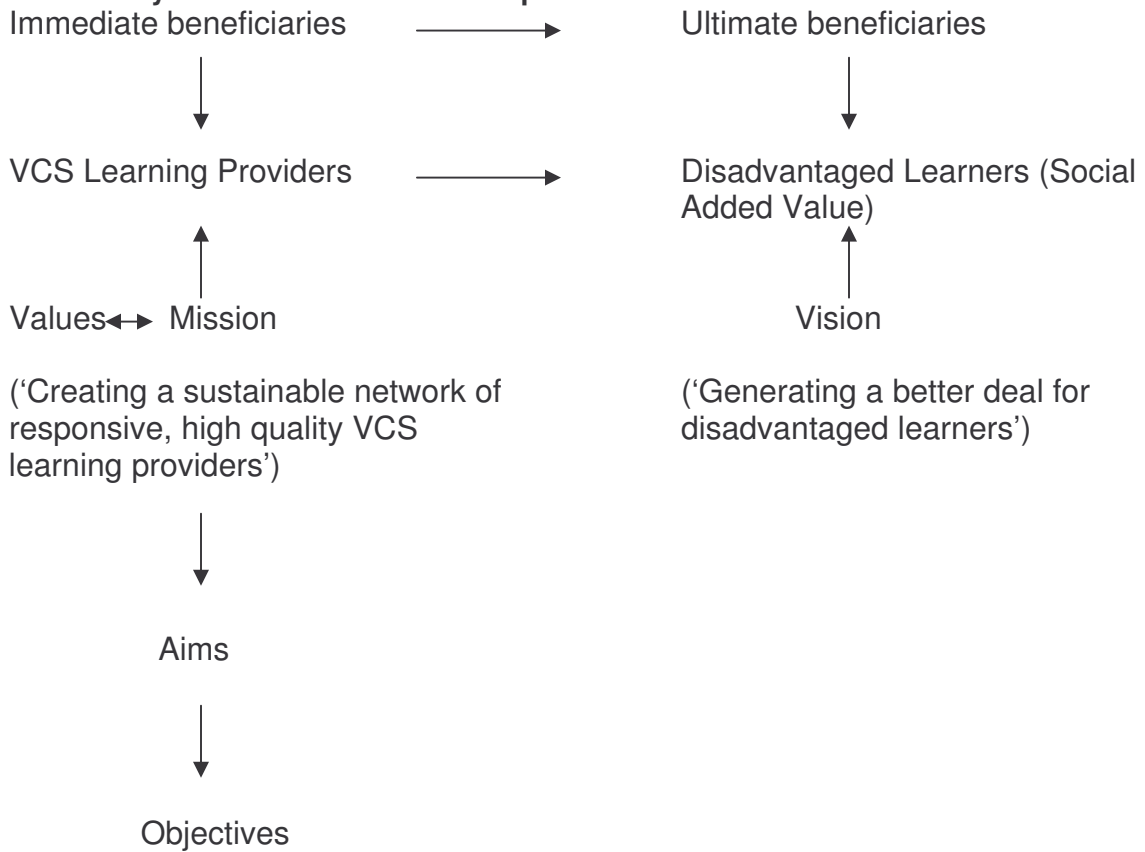 Immediate beneficiaries
Ultimate beneficiaries
VCS Learning Providers
Disadvantaged Learners (Social
Added Value)
Values
Mission
Vision
(‘Creating a sustainable network of
responsive, high quality VCS
learning providers’)
(‘Generating a better deal for
disadvantaged learners’)
Aims
Objectives